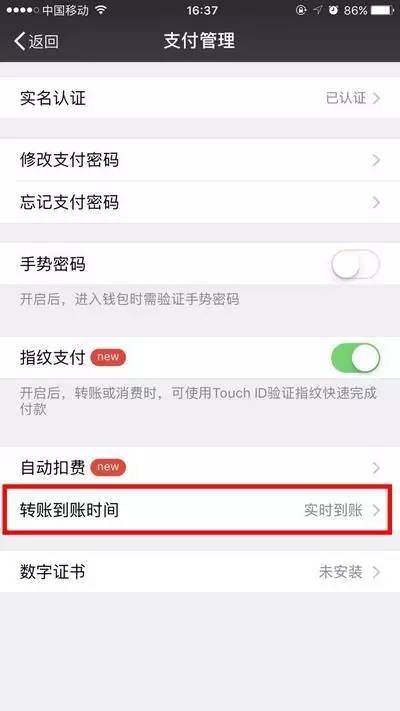 中国移动 16:37 86%
返回 支付管理
实名认证 已认证
修改支付密码
忘记支付密码
手势密码
开启后，进入钱包时需验证手势密码
指纹支付 new
开启后，转账或消费时，可使用Touch ID验证指纹快速完成
付款
自动扣费 new
转账到账时间 实时到账
数字证书 未安装